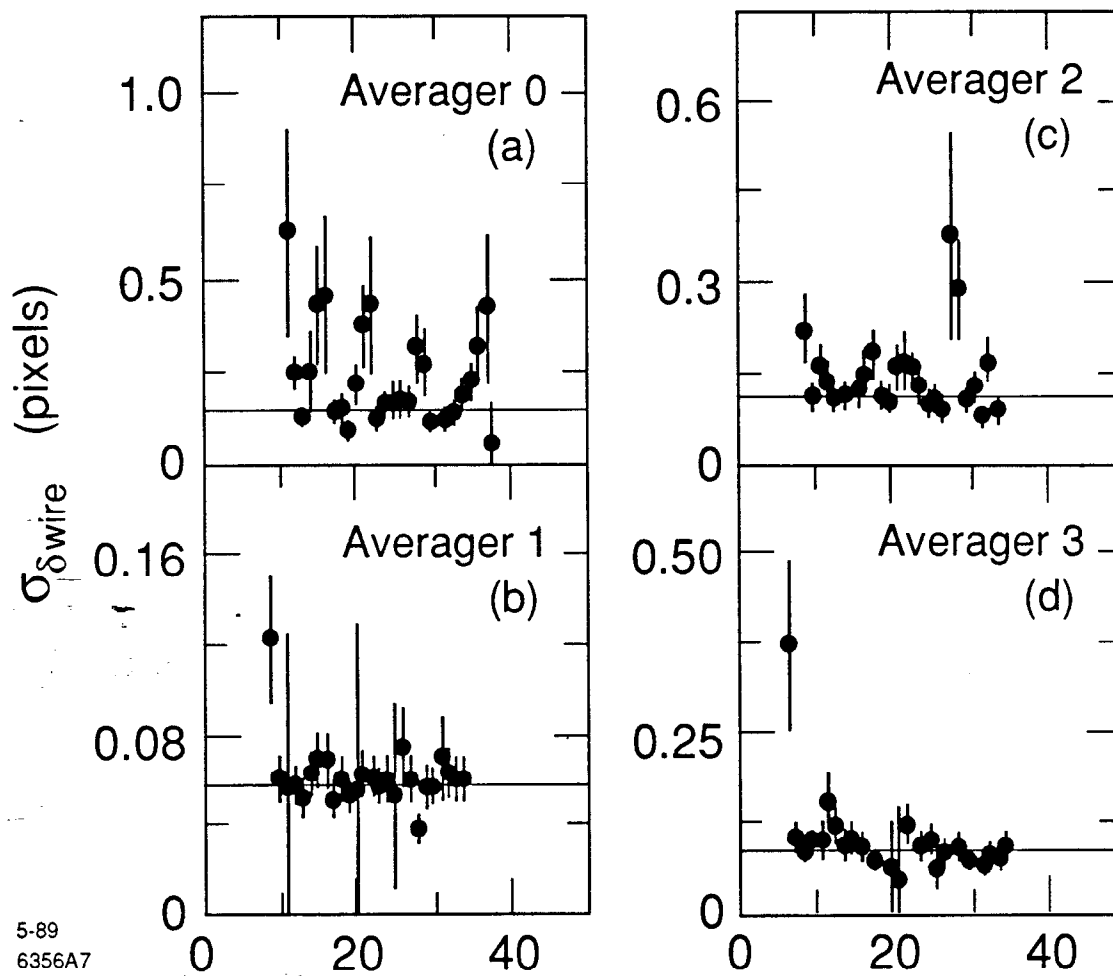 Averager 0
(a)
1.0
0.5
0
Averager 2
(c)
0.6
0.3
0
σδwire (pixels)
Averager 1
(b)
0.16
0.08
0
Averager 3
(d)
0.50
0.25
0
0 20 40
0 20 40
5-89
6356A7